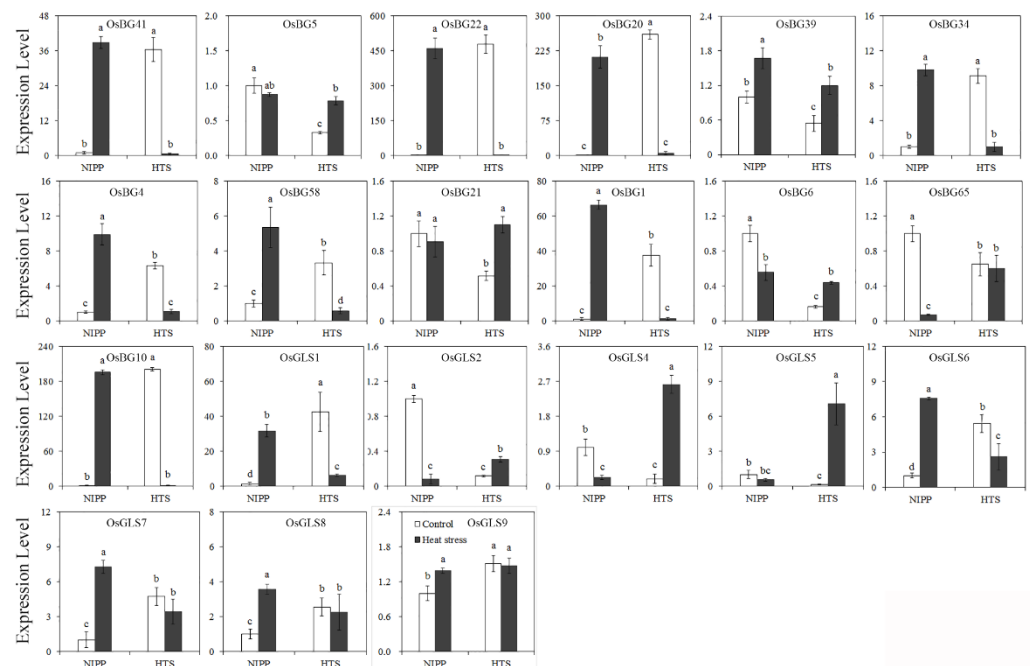 Expression Level
OsBG41
48
36
24
12
0
b a a b
NIPP HTS
OsBG5
2.0
1.5
1.0
0.5
0.0
a ab c b
NIPP HTS
OsBG22
600
450
300
150
0
b a a b
NIPP HTS
OsBG20
300
225
150
75
0
c b a c
NIPP HTS
OsBG39
2.4
1.8
1.2
0.6
0.0
b a c b
NIPP HTS
OsBG34
16
12
8
4
0
b a a b
NIPP HTS
Expression Level
OsBG4
16
12
8
4
0
c a b c
NIPP HTS
OsBG58
8
6
4
2
0
c a b d
NIPP HTS
OsBG21
1.6
1.2
0.8
0.4
0.0
a a b a
NIPP HTS
OsBG1
80
60
40
20
0
c a b c
NIPP HTS
OsBG6
1.6
1.2
0.8
0.4
0.0
a b c b
NIPP HTS
OsBG65
1.6
1.2
0.8
0.4
0.0
a c b b
NIPP HTS
Expression Level
OsBG10
240
180
120
60
0
b a a b
NIPP HTS
OsGLS1
80
60
40
20
0
d b a c
NIPP HTS
OsGLS2
1.6
1.2
0.8
0.4
0.0
a c c b
NIPP HTS
OsGLS4
3.6
2.7
1.8
0.9
0.0
b c c a
NIPP HTS
OsGLS5
12
9
6
3
0
b bc c a
NIPP HTS
OsGLS6
12
9
6
3
0
d a b c
NIPP HTS
Expression Level
OsGLS7
12
9
6
3
0
c a b b
NIPP HTS
OsGLS8
8
6
4
2
0
c a b b
NIPP HTS
OsGLS9
Control
Heat stress
2.4
1.8
1.2
0.6
0.0
b a a a
NIPP HTS